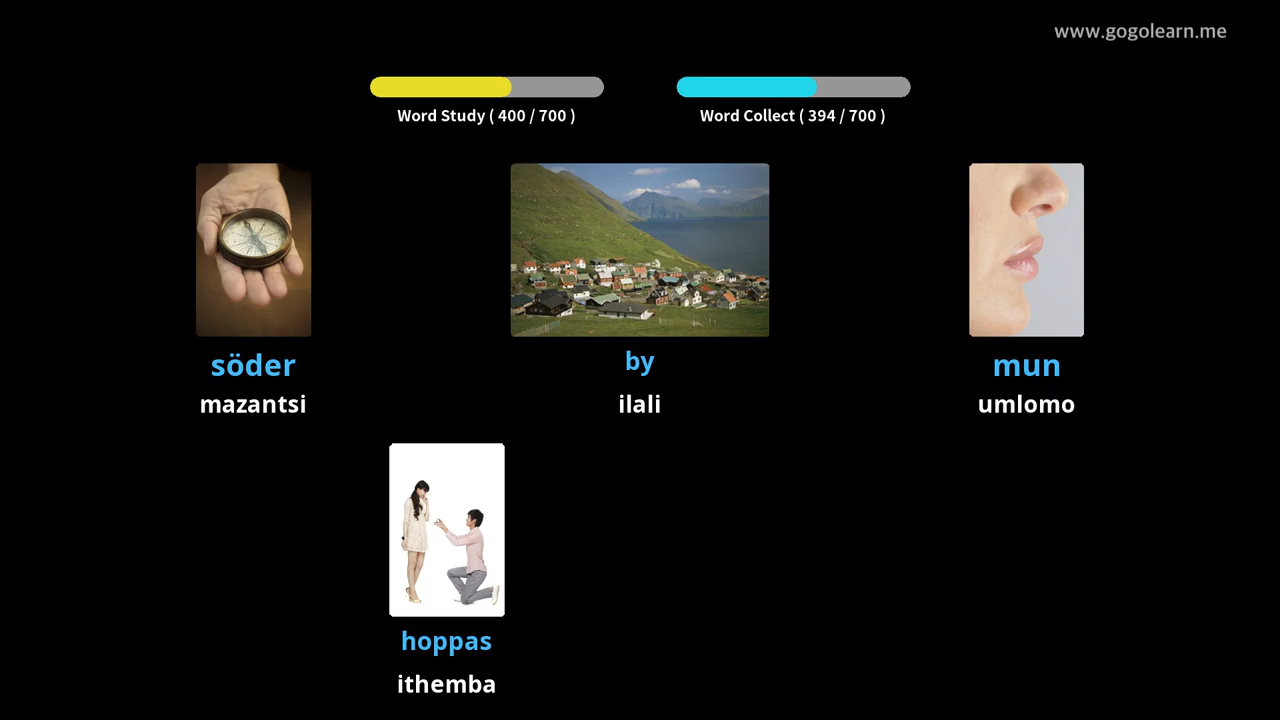 www.gogolearn.me
Word Study ( 400 / 700 )
Word Collect ( 394 / 700 )
söder
mazantsi
by
ilali
mun
umlomo
hoppas
ithemba